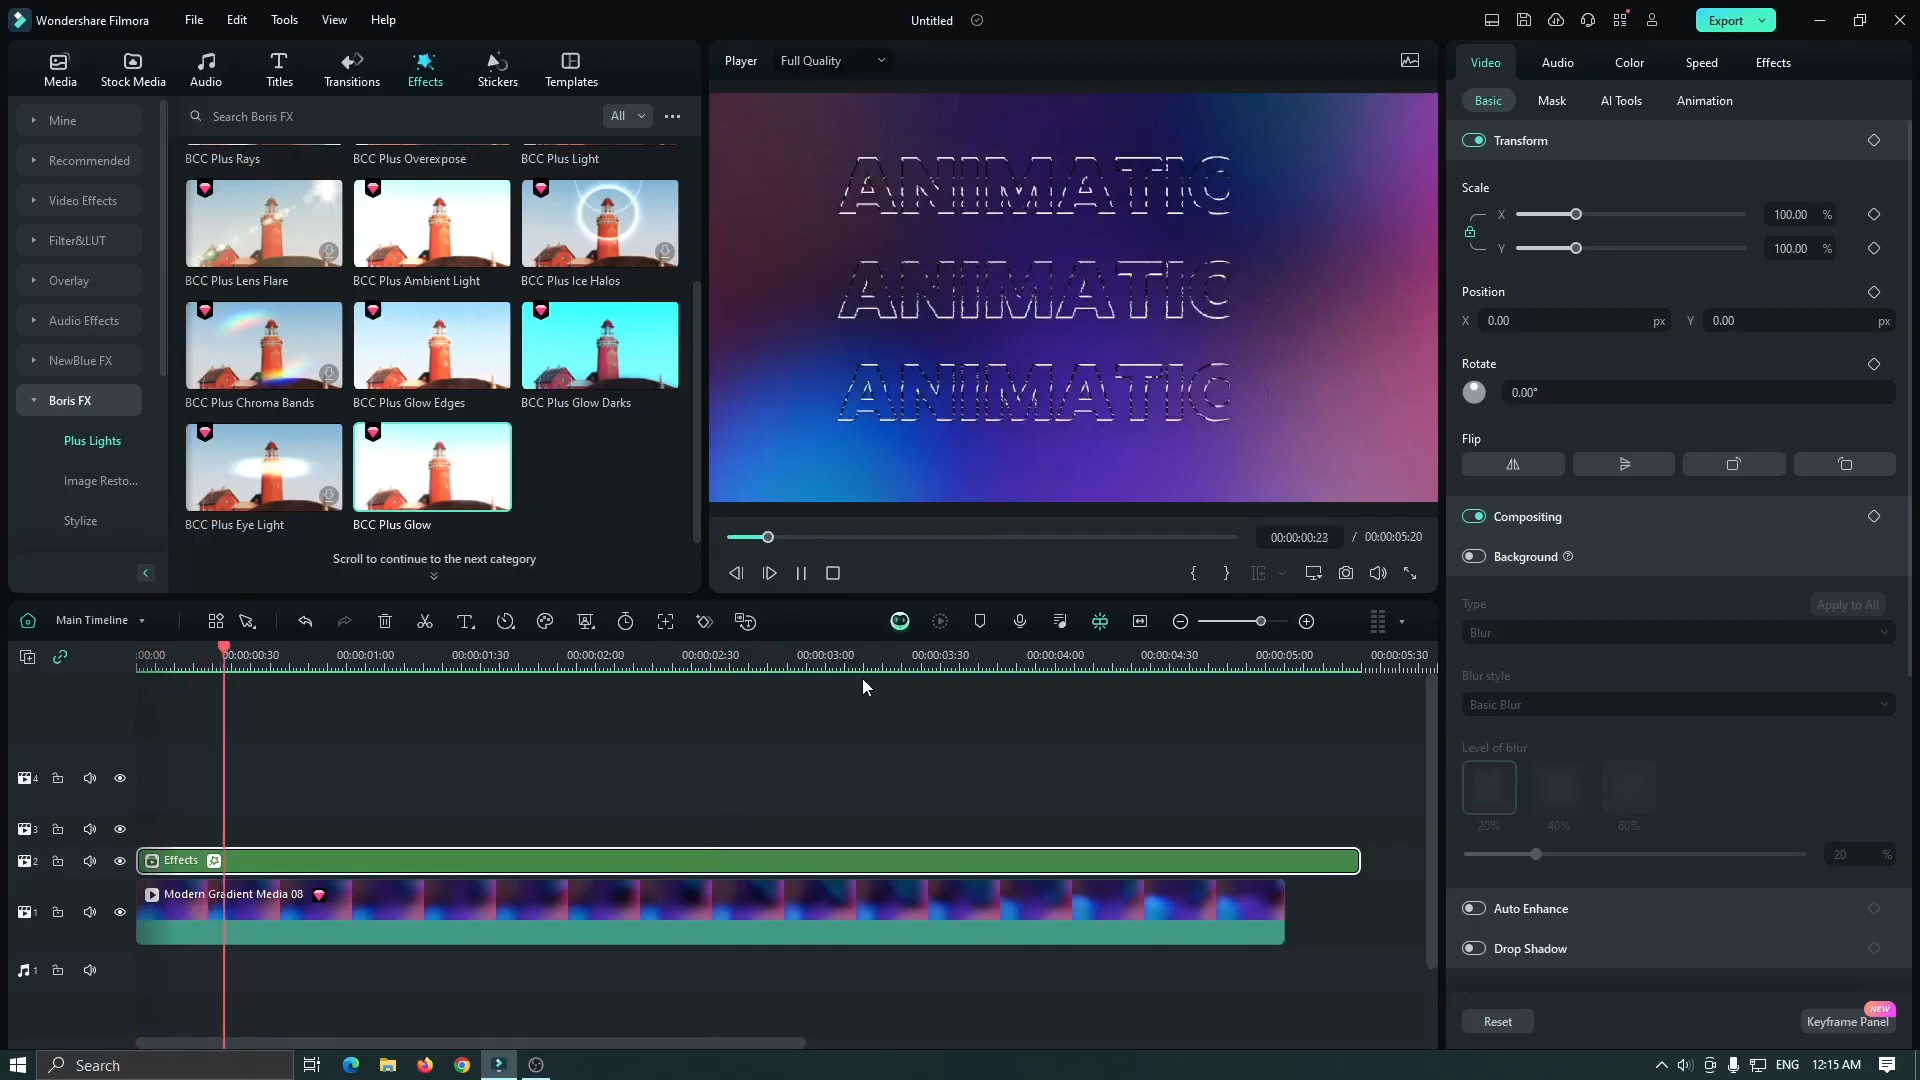 Wondershare Filmora File Edit Tools View Help Untitled Export
Media Stock Media Audio Titles Transitions Effects Stickers Templates
Player Full Quality
Video Audio Color Speed Effects
Basic Mask AI Tools Animation
Mine
Recommended
Video Effects
Filter&LUT
Overlay
Audio Effects
NewBlue FX
Boris FX
Plus Lights
Image Resto...
Stylize
Search Boris FX All
BCC Plus Rays BCC Plus Overexpose BCC Plus Light
BCC Plus Lens Flare BCC Plus Ambient Light BCC Plus Ice Halos
BCC Plus Chroma Bands BCC Plus Glow Edges BCC Plus Glow Darks
BCC Plus Eye Light BCC Plus Glow
Scroll to continue to the next category
ANIMATIC
ANIMATIC
ANIMATIC
00:00:00:23 / 00:00:05:20
Transform
Scale
X 100.00 %
Y 100.00 %
Position
X 0.00 px Y 0.00 px
Rotate
0.00°
Flip
Compositing
Background
Type Apply to All
Blur
Blur style
Basic Blur
Level of blur
20% 40% 60%
20 %
Auto Enhance
Drop Shadow
Reset NEW
Keyframe Panel
Main Timeline
:00:00 00:00:00:30 00:00:01:00 00:00:01:30 00:00:02:00 00:00:02:30 00:00:03:00 00:00:03:30 00:00:04:00 00:00:04:30 00:00:05:00 00:00:05:30
4
3
2 Effects
1 Modern Gradient Media 08
1
Search ENG 12:15 AM